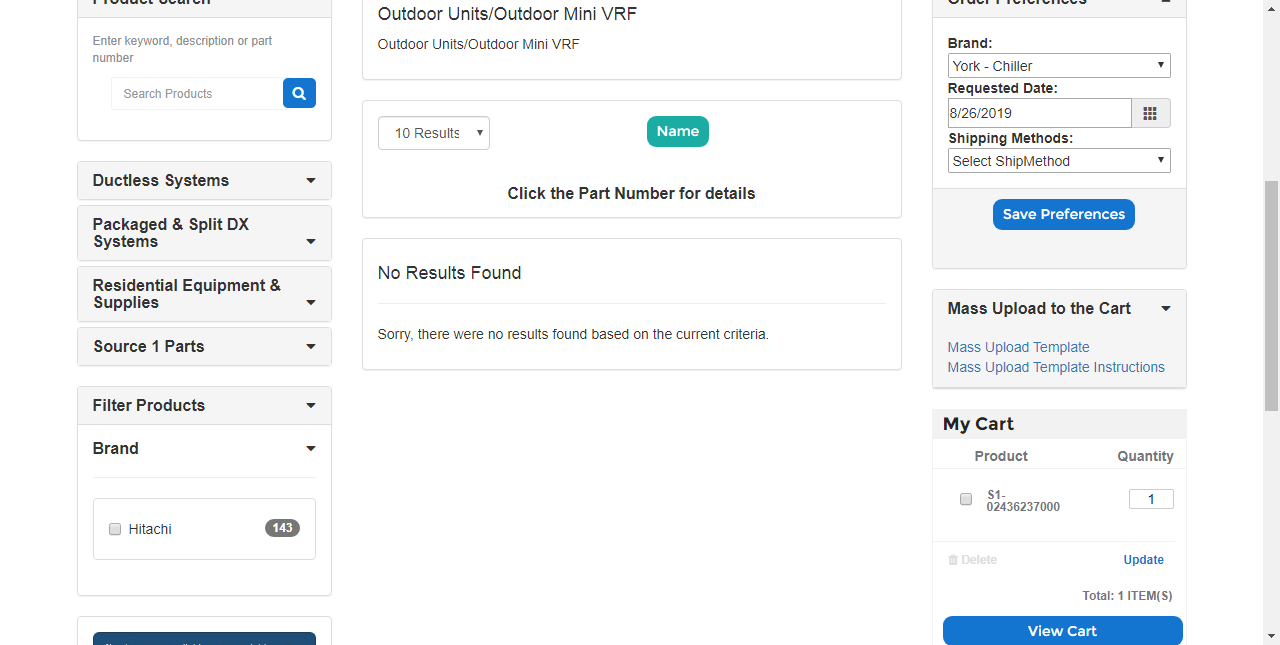 Product Search
Enter keyword, description or part
number
Search Products
Ductless Systems
Packaged & Split DX
Systems
Residential Equipment &
Supplies
Source 1 Parts
Filter Products
Brand
Hitachi
143
Outdoor Units/Outdoor Mini VRF
Outdoor Units/Outdoor Mini VRF
10 Results
Name
Click the Part Number for details
No Results Found
Sorry, there were no results found based on the current criteria.
Order Preferences
Brand:
York - Chiller
Requested Date:
8/26/2019
Shipping Methods:
Select ShipMethod
Save Preferences
Mass Upload to the Cart
Mass Upload Template
Mass Upload Template Instructions
My Cart
Product Quantity
S1-
02436237000
1
Delete Update
Total: 1 ITEM(S)
View Cart